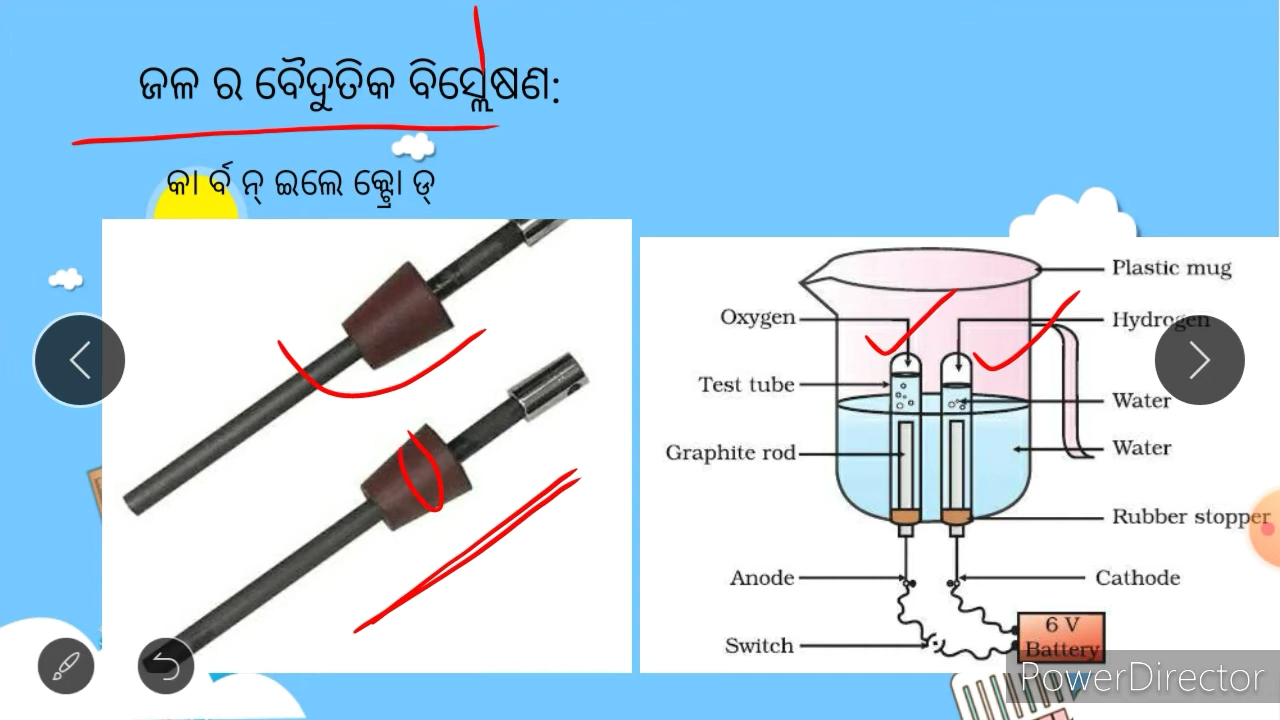 ଜଳ ର ବୈଦୁତିକ ବିସ୍ଳେଷଣ:
କା ର୍ବ ନ୍ ଇଲେ କ୍ଟ୍ରୋ ଡ୍
Plastic mug
Oxygen
Hydrogen
Test tube
Water
Graphite rod
Water
Rubber stopper
Anode
Cathode
Switch
6 V
Battery
PowerDirector